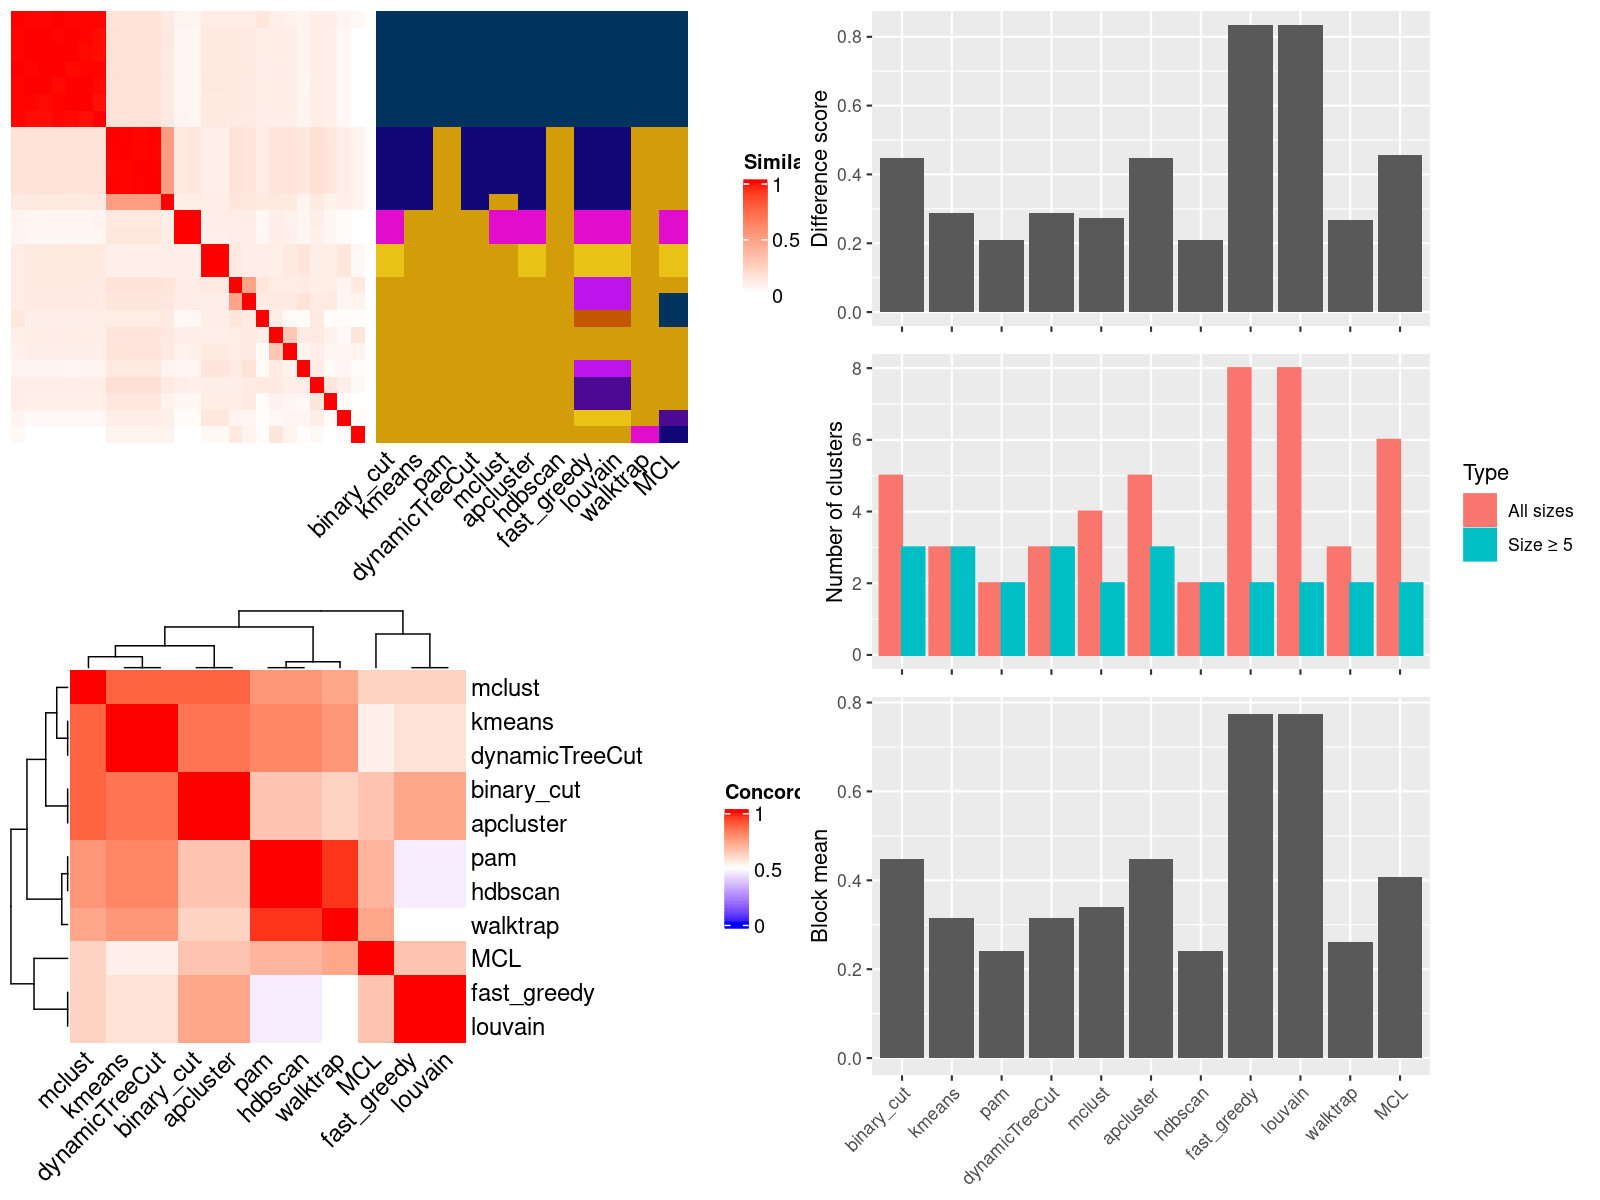 Simila
1
0.5
0
binary_cut
kmeans
pam
dynamicTreeCut
mclust
apcluster
hdbscan
fast_greedy
louvain
walktrap
MCL
mclust
kmeans
dynamicTreeCut
binary_cut
apcluster
pam
hdbscan
walktrap
MCL
fast_greedy
louvain
mclust
kmeans
dynamicTreeCut
binary_cut
apcluster
pam
hdbscan
walktrap
MCL
fast_greedy
louvain
Concord
1
0.5
0
Difference score
0.8
0.6
0.4
0.2
0.0
Number of clusters
8
6
4
2
0
Type
All sizes
Size ≥ 5
Block mean
0.8
0.6
0.4
0.2
0.0
binary_cut
kmeans
pam
dynamicTreeCut
mclust
apcluster
hdbscan
fast_greedy
louvain
walktrap
MCL